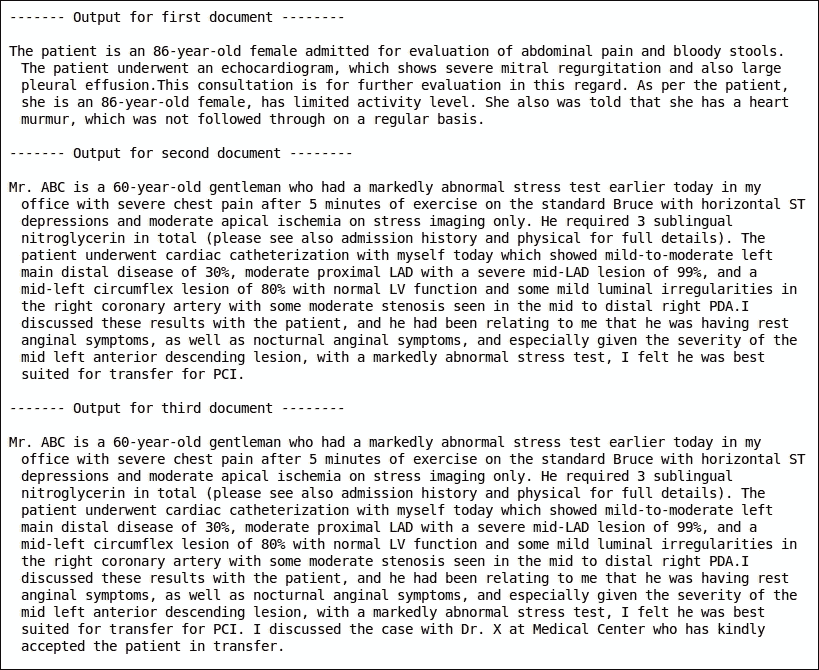 ------- Output for first document --------
The patient is an 86-year-old female admitted for evaluation of abdominal pain and bloody stools.
The patient underwent an echocardiogram, which shows severe mitral regurgitation and also large
pleural effusion.This consultation is for further evaluation in this regard. As per the patient,
she is an 86-year-old female, has limited activity level. She also was told that she has a heart
murmur, which was not followed through on a regular basis.
------- Output for second document --------
Mr. ABC is a 60-year-old gentleman who had a markedly abnormal stress test earlier today in my
office with severe chest pain after 5 minutes of exercise on the standard Bruce with horizontal ST
depressions and moderate apical ischemia on stress imaging only. He required 3 sublingual
nitroglycerin in total (please see also admission history and physical for full details). The
patient underwent cardiac catheterization with myself today which showed mild-to-moderate left
main distal disease of 30%, moderate proximal LAD with a severe mid-LAD lesion of 99%, and a
mid-left circumflex lesion of 80% with normal LV function and some mild luminal irregularities in
the right coronary artery with some moderate stenosis seen in the mid to distal right PDA.I
discussed these results with the patient, and he had been relating to me that he was having rest
anginal symptoms, as well as nocturnal anginal symptoms, and especially given the severity of the
mid left anterior descending lesion, with a markedly abnormal stress test, I felt he was best
suited for transfer for PCI.
------- Output for third document --------
Mr. ABC is a 60-year-old gentleman who had a markedly abnormal stress test earlier today in my
office with severe chest pain after 5 minutes of exercise on the standard Bruce with horizontal ST
depressions and moderate apical ischemia on stress imaging only. He required 3 sublingual
nitroglycerin in total (please see also admission history and physical for full details). The
patient underwent cardiac catheterization with myself today which showed mild-to-moderate left
main distal disease of 30%, moderate proximal LAD with a severe mid-LAD lesion of 99%, and a
mid-left circumflex lesion of 80% with normal LV function and some mild luminal irregularities in
the right coronary artery with some moderate stenosis seen in the mid to distal right PDA.I
discussed these results with the patient, and he had been relating to me that he was having rest
anginal symptoms, as well as nocturnal anginal symptoms, and especially given the severity of the
mid left anterior descending lesion, with a markedly abnormal stress test, I felt he was best
suited for transfer for PCI. I discussed the case with Dr. X at Medical Center who has kindly
accepted the patient in transfer.